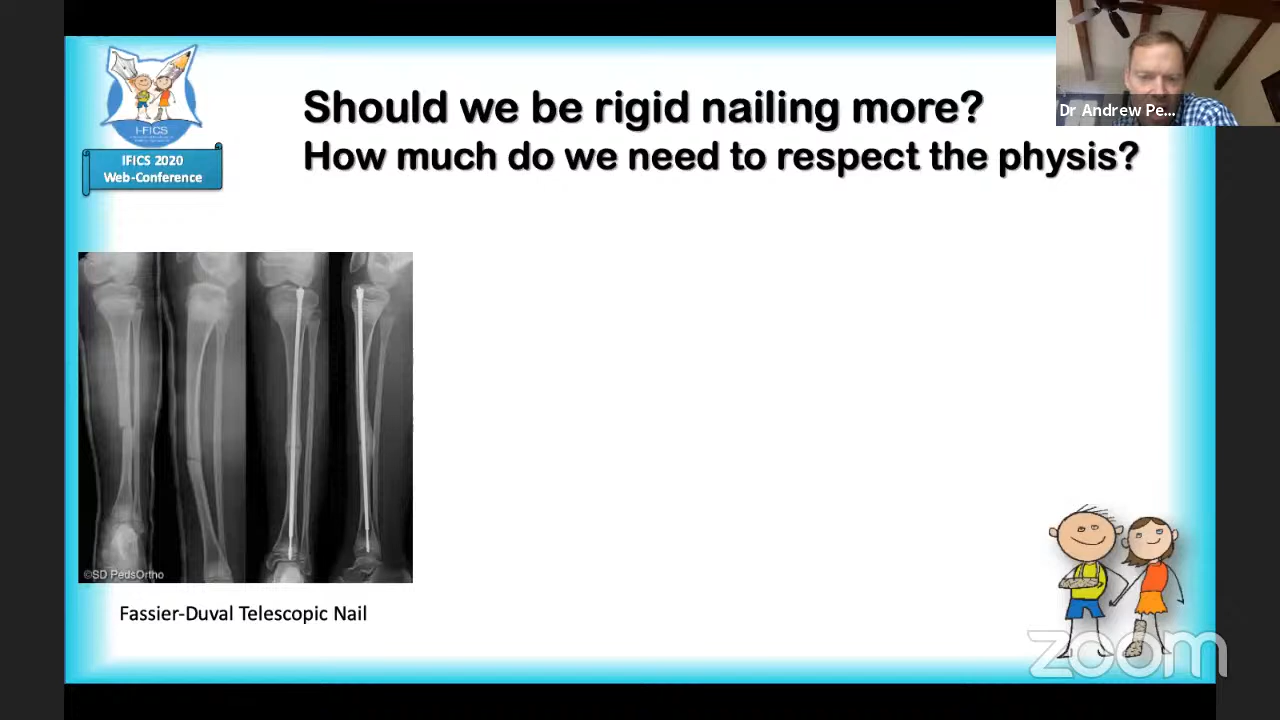 Should we be rigid nailing more?
How much do we need to respect the physis?
I-FICS
IFICS 2020
Web-Conference
Dr Andrew Pe...
©SD PedsOrtho
Fassier-Duval Telescopic Nail
zoom